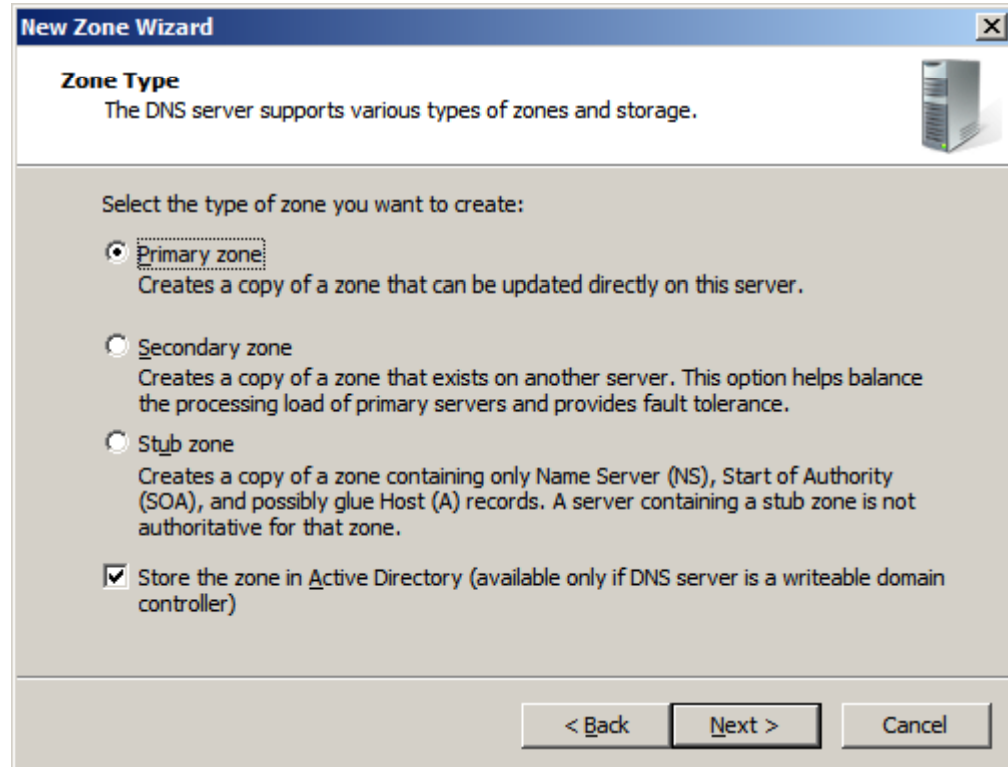 New Zone Wizard
Zone Type
The DNS server supports various types of zones and storage.
Select the type of zone you want to create:
Primary zone
Creates a copy of a zone that can be updated directly on this server.
Secondary zone
Creates a copy of a zone that exists on another server. This option helps balance
the processing load of primary servers and provides fault tolerance.
Stub zone
Creates a copy of a zone containing only Name Server (NS), Start of Authority
(SOA), and possibly glue Host (A) records. A server containing a stub zone is not
authoritative for that zone.
Store the zone in Active Directory (available only if DNS server is a writeable domain
controller)
< Back Next > Cancel